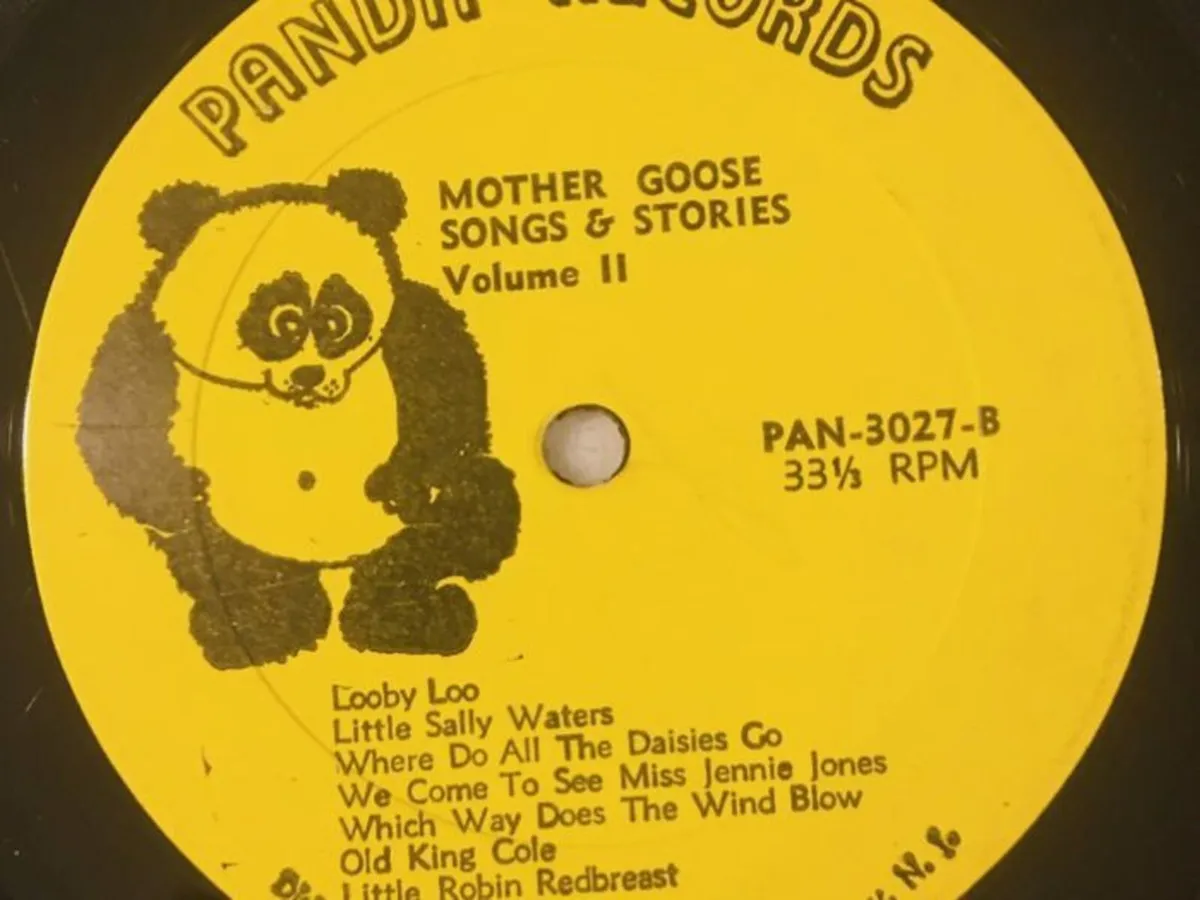 PANDA RECORDS
MOTHER GOOSE
SONGS & STORIES
Volume II
PAN-3027-B
33⅓ RPM
Looby Loo
Little Sally Waters
Where Do All The Daisies Go
We Come To See Miss Jennie Jones
Which Way Does The Wind Blow
Old King Cole
Little Robin Redbreast